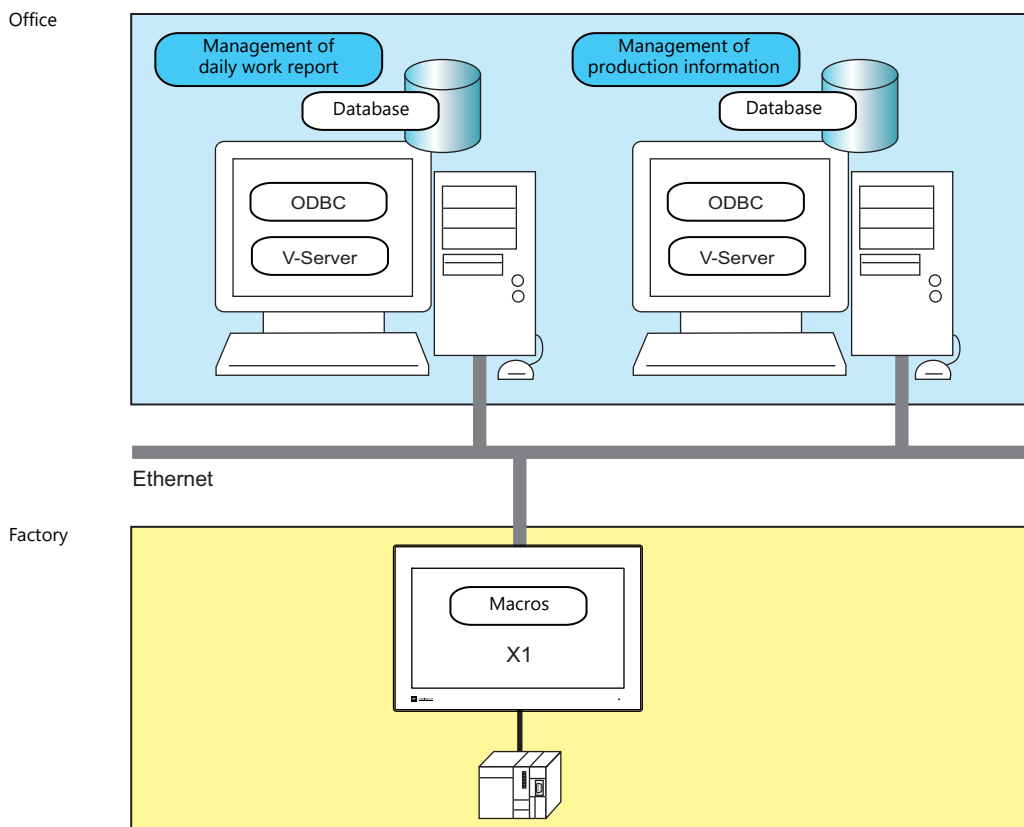 Office
Management of
daily work report
Database
Management of
production information
Database
ODBC
V-Server
ODBC
V-Server
Ethernet
Factory
Macros
X1